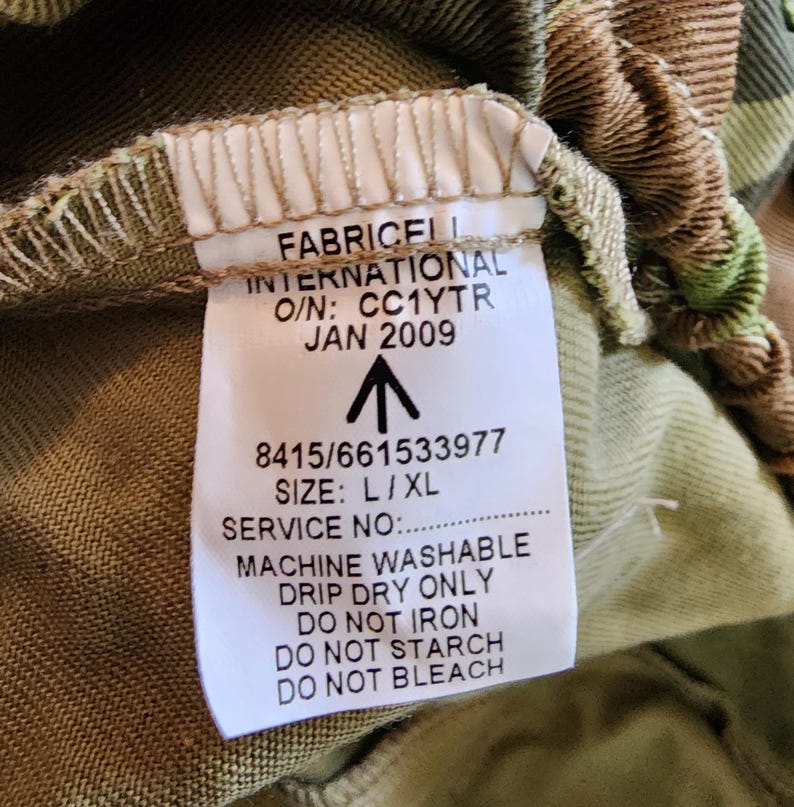 FABRICELL
INTERNATIONAL
O/N: CC1YTR
JAN 2009
8415/661533977
SIZE: L / XL
SERVICE NO:....................
MACHINE WASHABLE
DRIP DRY ONLY
DO NOT IRON
DO NOT STARCH
DO NOT BLEACH